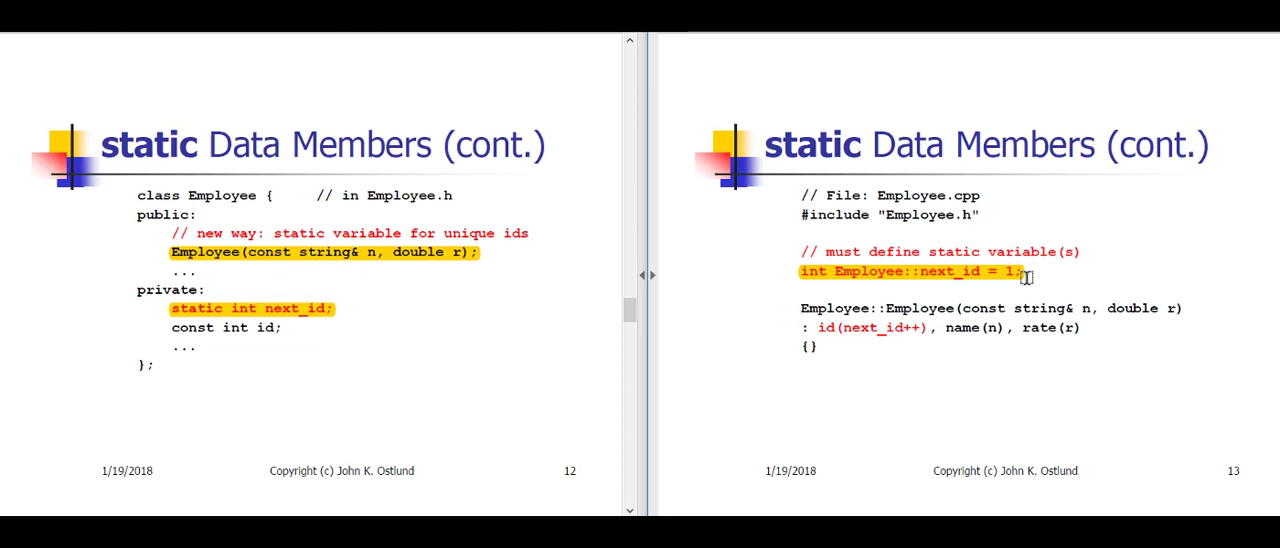 static Data Members (cont.)
class Employee {     // in Employee.h
public:
    // new way: static variable for unique ids
    Employee(const string& n, double r);
    ...
private:
    static int next_id;
    const int id;
    ...
};
1/19/2018
Copyright (c) John K. Ostlund
12
static Data Members (cont.)
// File: Employee.cpp
#include "Employee.h"
// must define static variable(s)
int Employee::next_id = 1;
Employee::Employee(const string& n, double r)
: id(next_id++), name(n), rate(r)
{}
1/19/2018
Copyright (c) John K. Ostlund
13